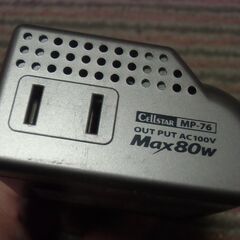 CELLSTAR MP-76
OUT PUT AC100V
Max80w